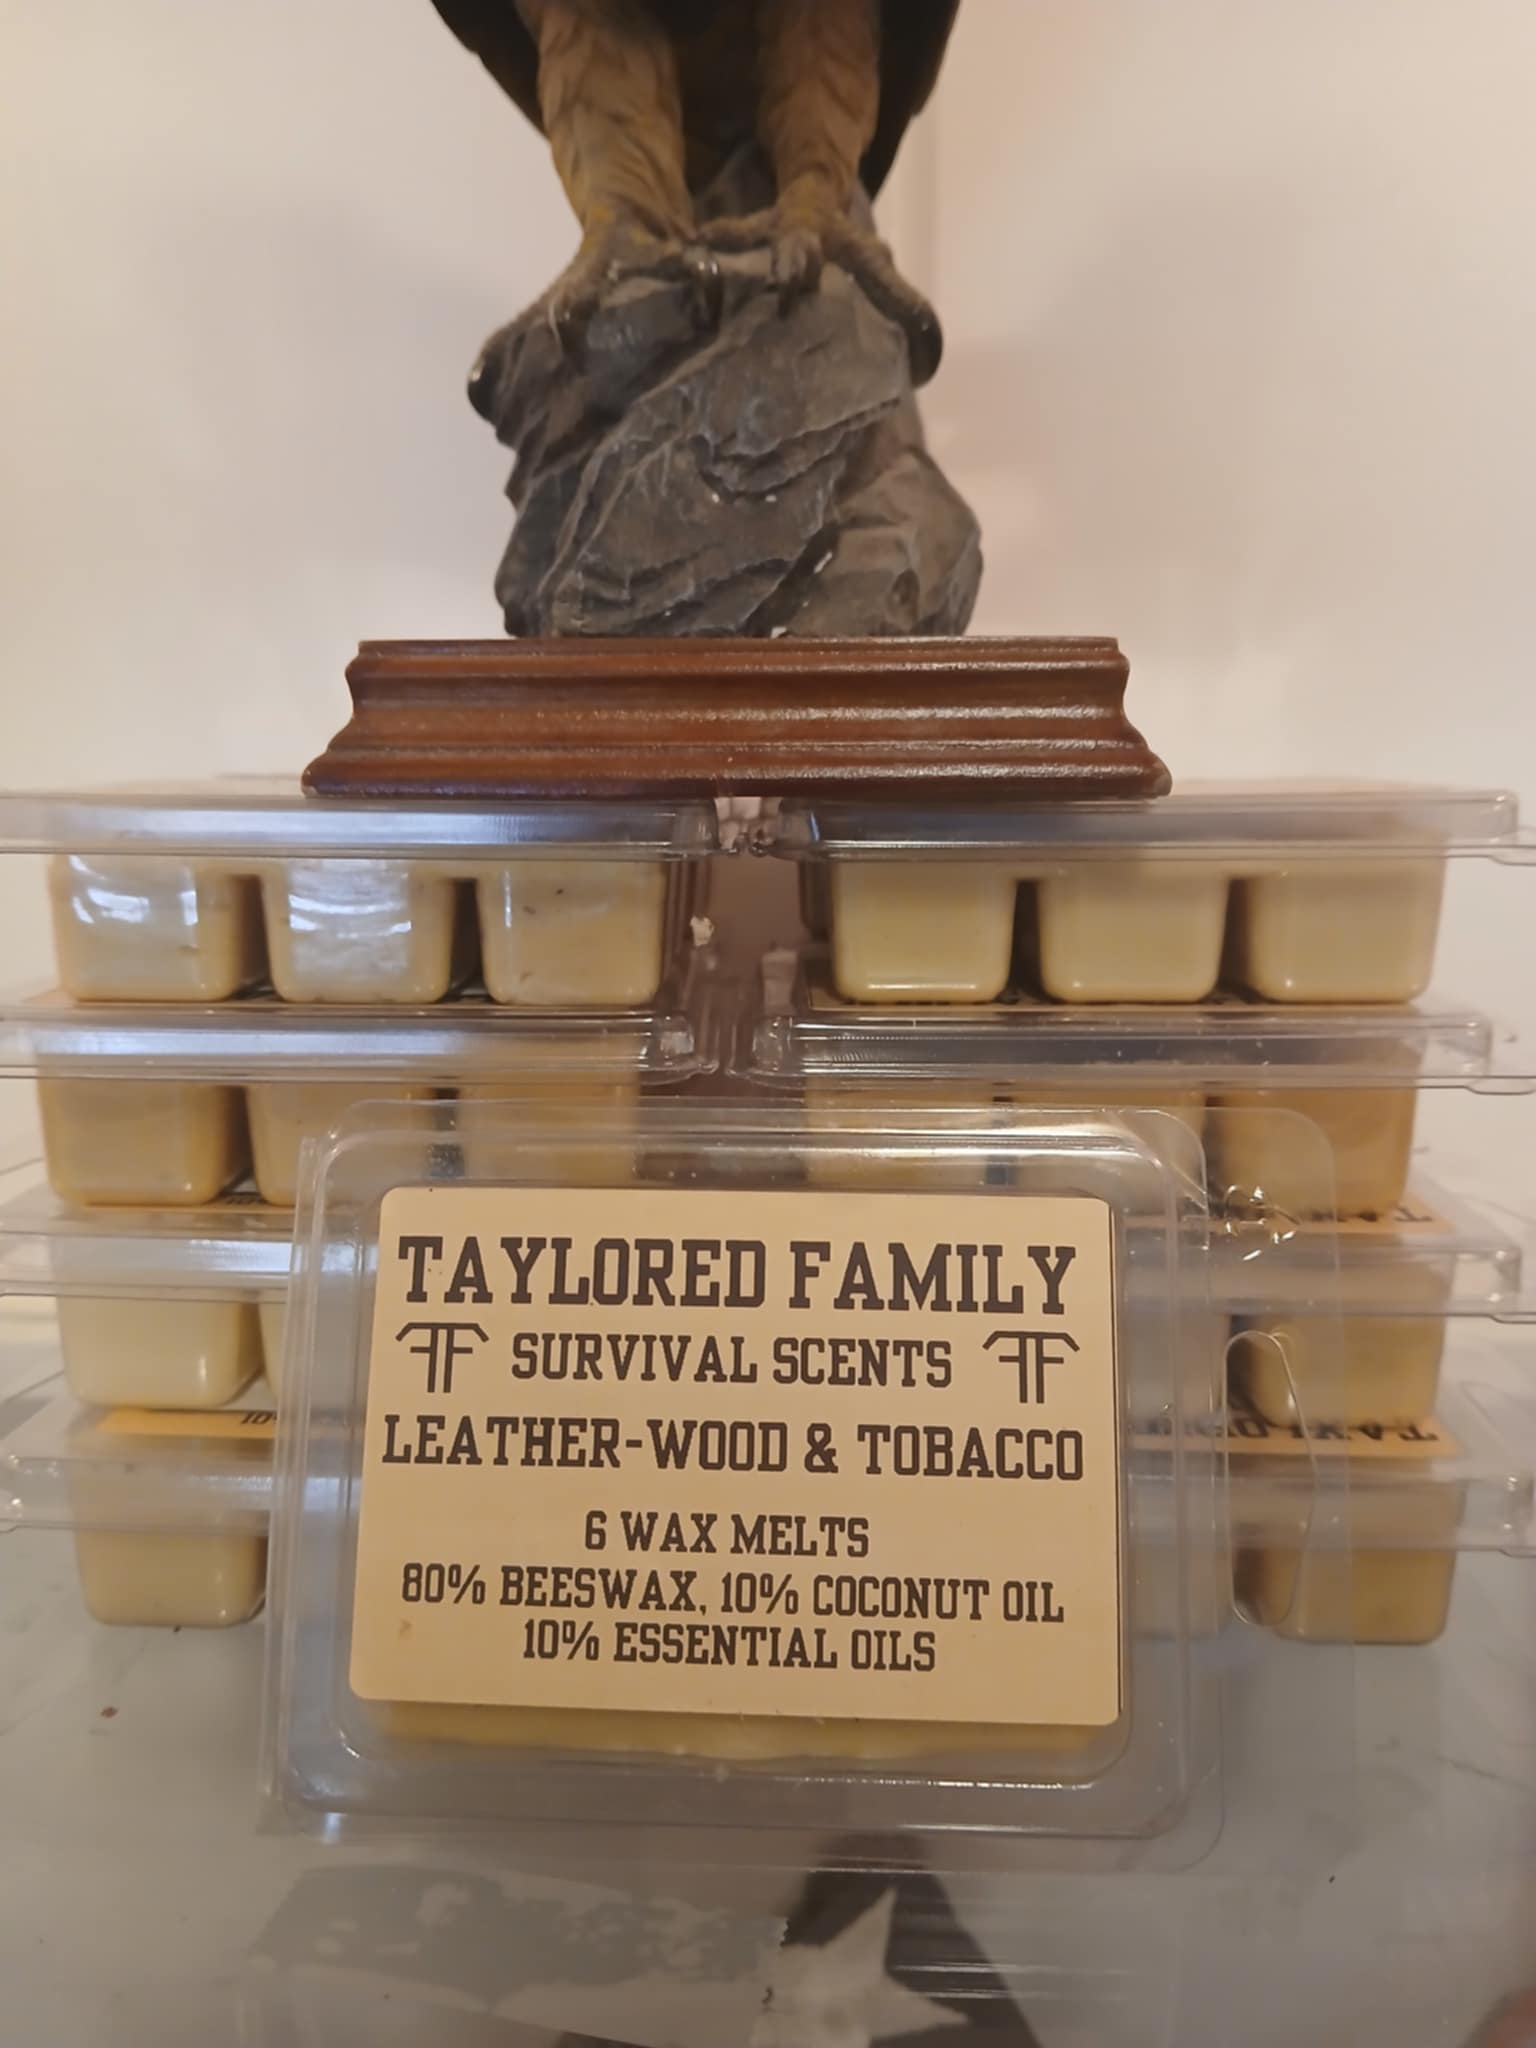 TAYLORED FAMILY
SURVIVAL SCENTS
LEATHER-WOOD & TOBACCO
6 WAX MELTS
80% BEESWAX, 10% COCONUT OIL
10% ESSENTIAL OILS